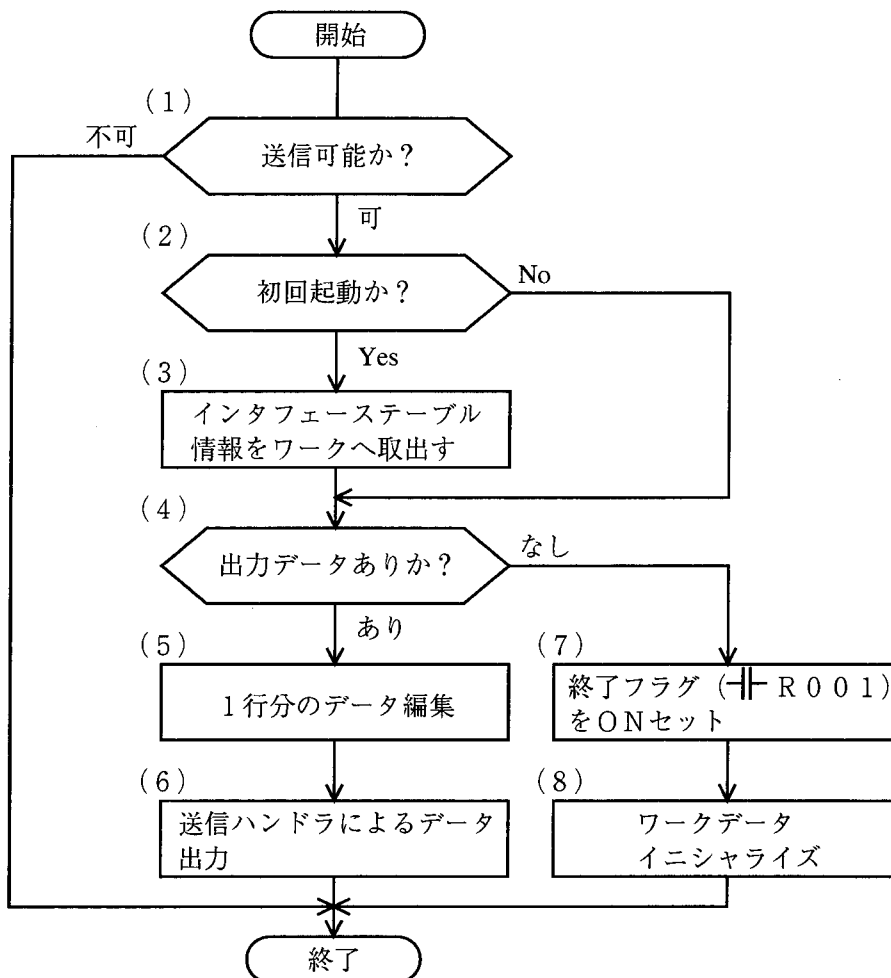 開始
(1)
不可
送信可能か?
可
(2)
初回起動か?
No
Yes
(3)
インタフェーステーブル
情報をワークへ取出す
(4)
出力データありか?
なし
あり
(5)
1行分のデータ編集
(7)
終了フラグ(R001)
をONセット
(6)
送信ハンドラによるデータ
出力
(8)
ワークデータ
イニシャライズ
終了